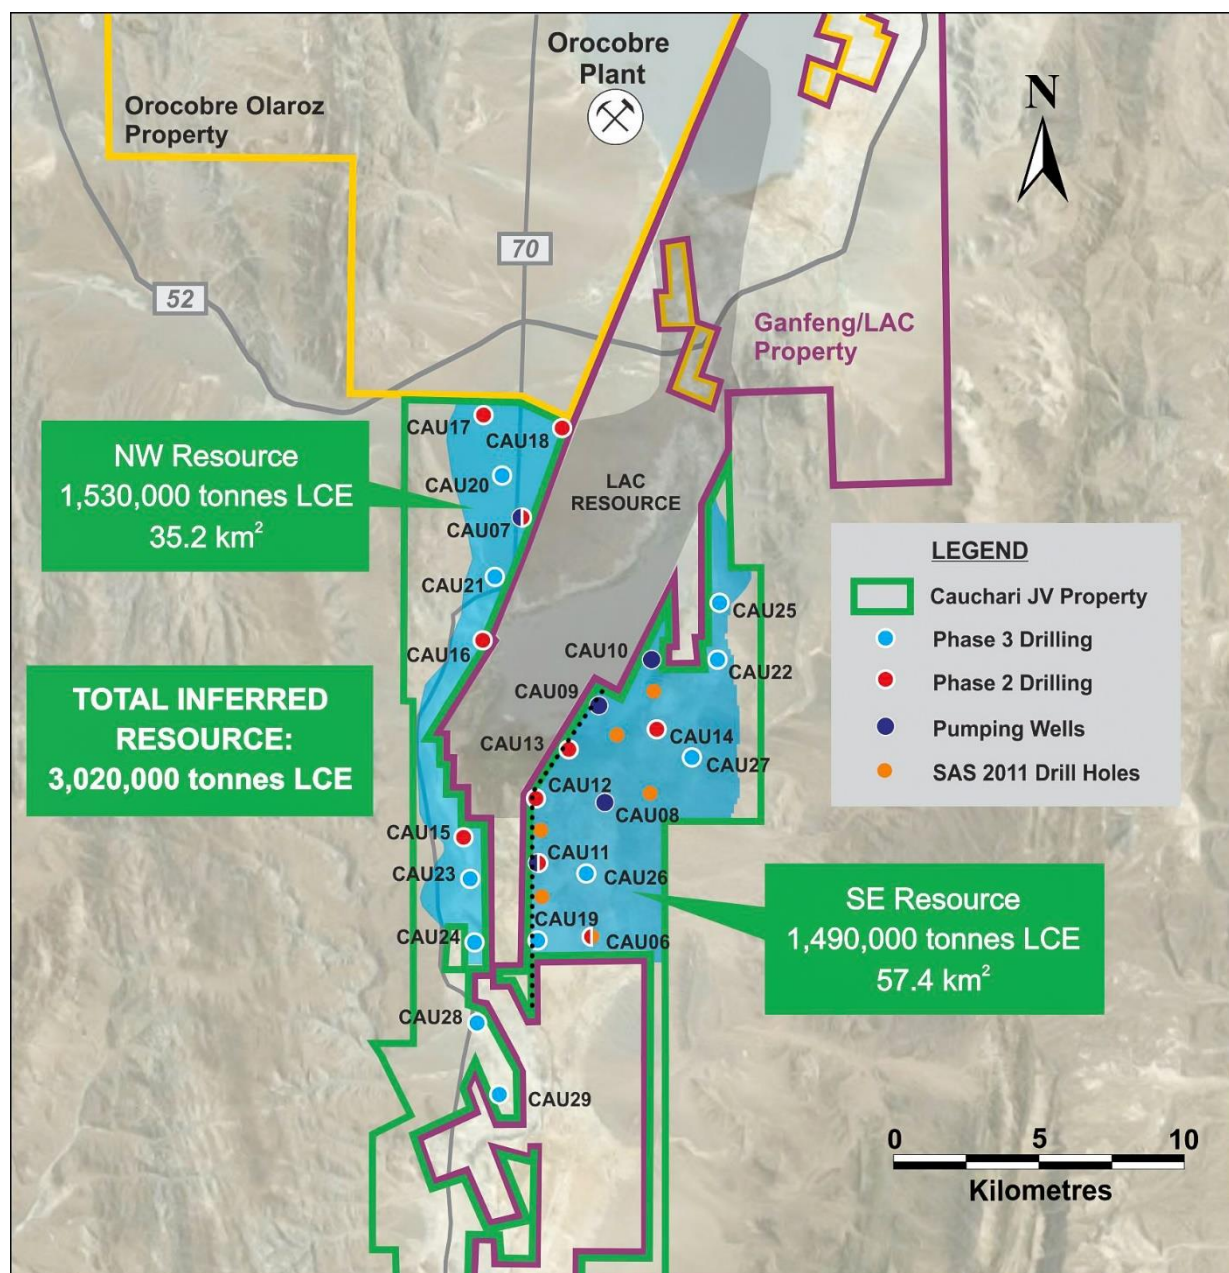 Orocobre
Plant
N
Orocobre Olaroz
Property
70
52
Ganfeng/LAC
Property
CAU17
CAU18
NW Resource
1,530,000 tonnes LCE
35.2 km²
CAU20
LAC
RESOURCE
CAU07
CAU21
LEGEND
Cauchari JV Property
Phase 3 Drilling
Phase 2 Drilling
Pumping Wells
SAS 2011 Drill Holes
CAU25
CAU16
CAU10
CAU22
TOTAL INFERRED
RESOURCE:
3,020,000 tonnes LCE
CAU09
CAU13
CAU14
CAU27
CAU12
CAU08
CAU15
CAU11
CAU23
CAU26
SE Resource
1,490,000 tonnes LCE
57.4 km²
CAU19
CAU24
CAU06
CAU28
CAU29
0 5 10
Kilometres